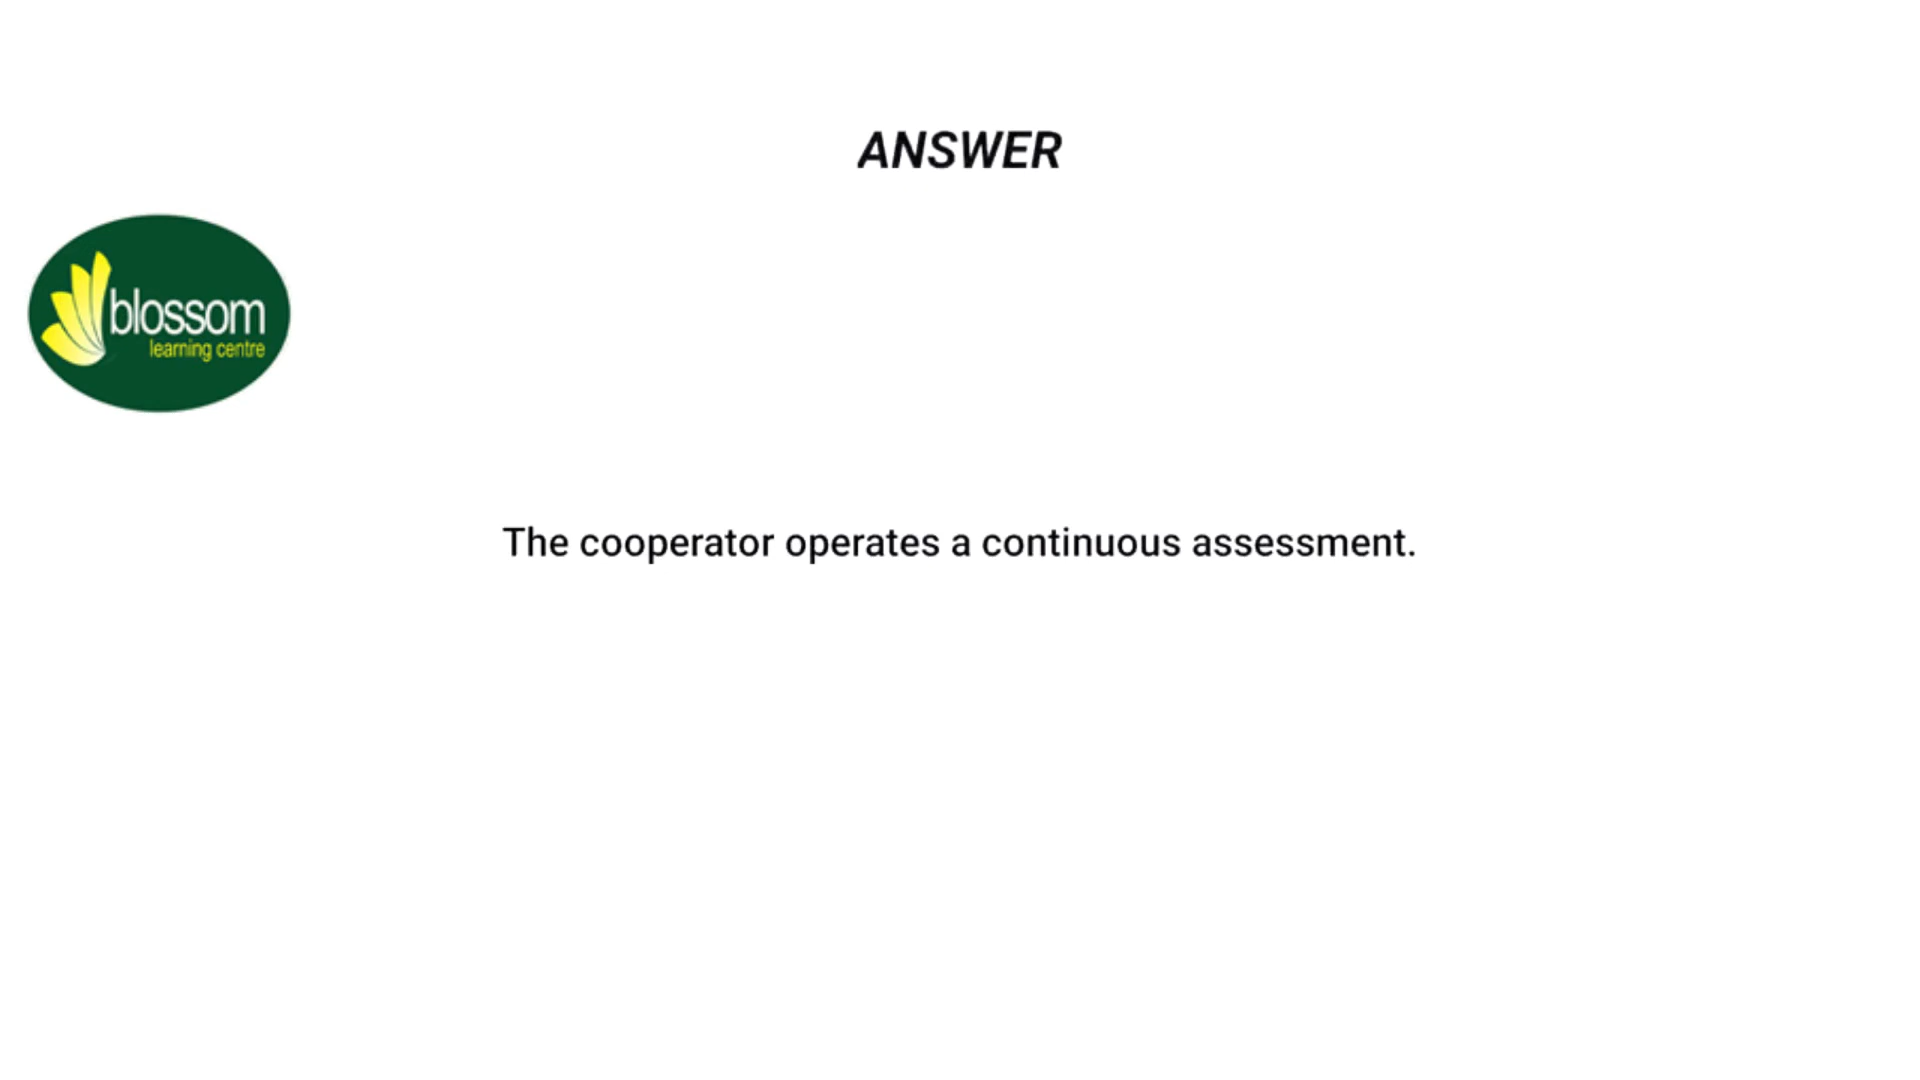 ANSWER
blossom
learning centre
The cooperator operates a continuous assessment.